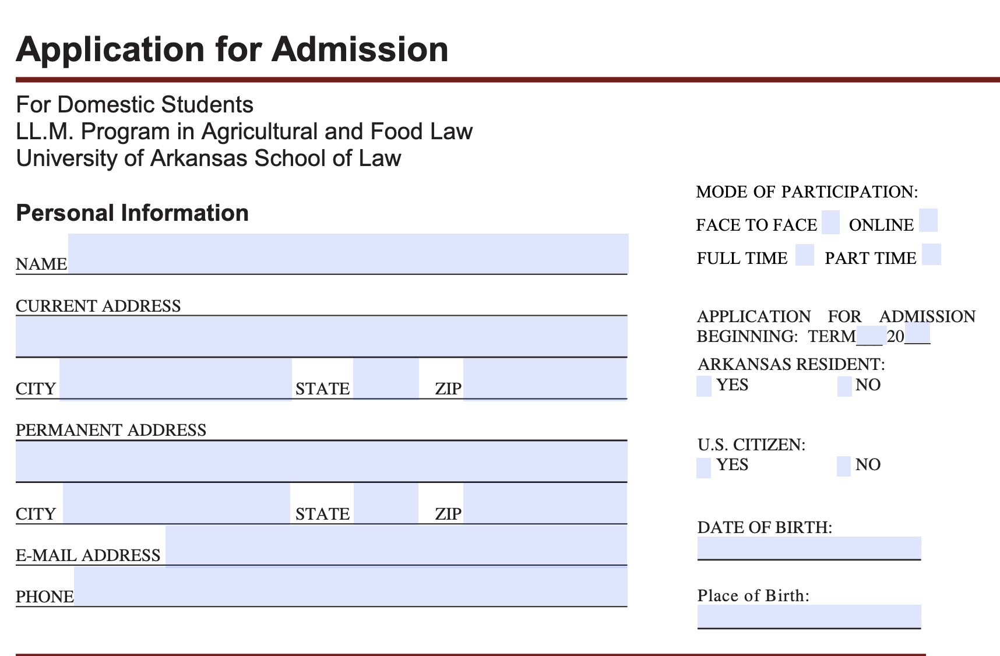 Application for Admission
For Domestic Students
LL.M. Program in Agricultural and Food Law
University of Arkansas School of Law
Personal Information
NAME
CURRENT ADDRESS
CITY STATE ZIP
PERMANENT ADDRESS
CITY STATE ZIP
E-MAIL ADDRESS
PHONE
MODE OF PARTICIPATION:
FACE TO FACE ONLINE
FULL TIME PART TIME
APPLICATION FOR ADMISSION
BEGINNING: TERM___20___
ARKANSAS RESIDENT:
YES NO
U.S. CITIZEN:
YES NO
DATE OF BIRTH:
Place of Birth: